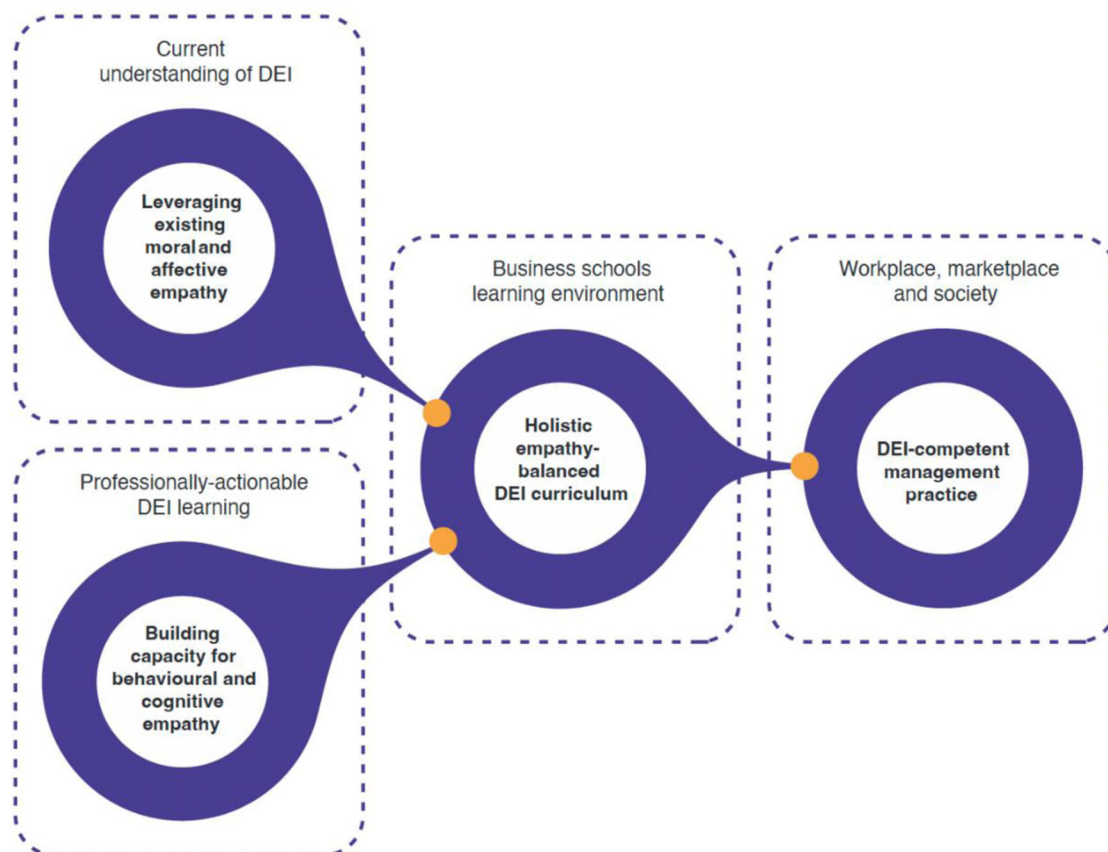 Current
understanding of DEI
Leveraging
existing
moral and
affective
empathy
Professionally-actionable
DEI learning
Building
capacity for
behavioural and
cognitive
empathy
Business schools
learning environment
Holistic
empathy-
balanced
DEI curriculum
Workplace, marketplace
and society
DEI-competent
management
practice